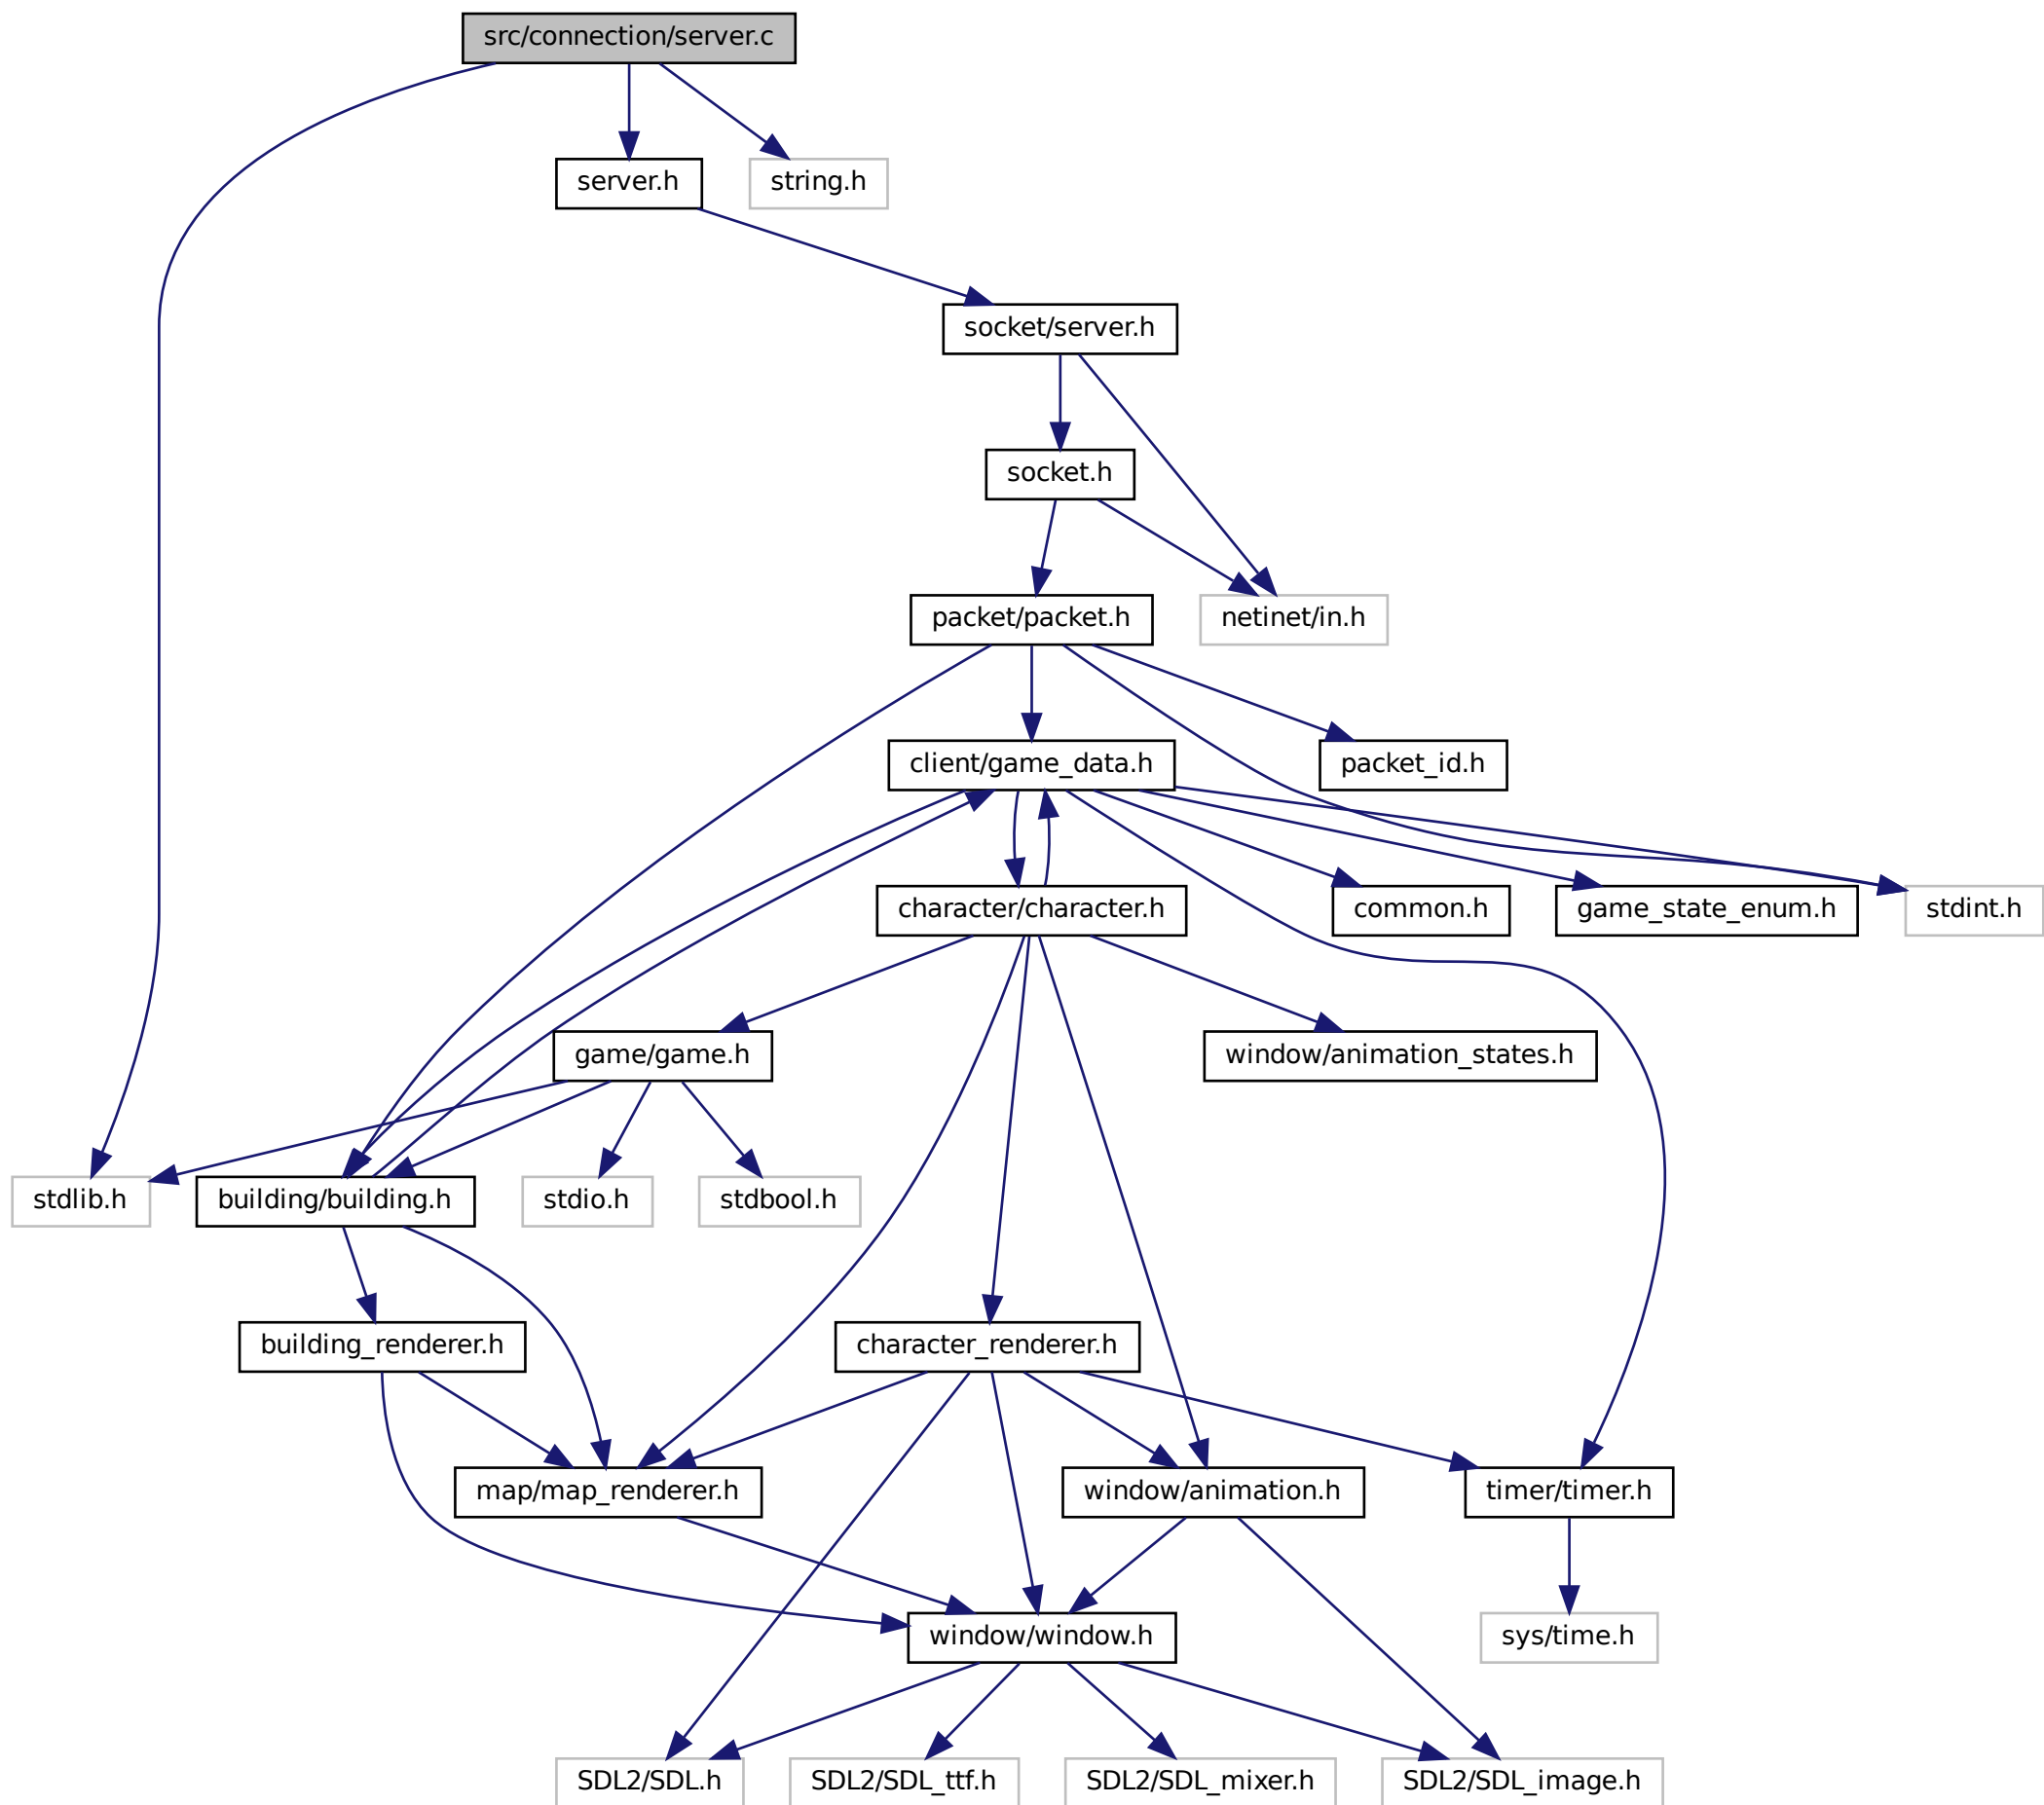 src/connection/server.c
server.h
string.h
socket/server.h
socket.h
packet/packet.h
netinet/in.h
client/game_data.h
packet_id.h
character/character.h
common.h
game_state_enum.h
stdint.h
game/game.h
window/animation_states.h
stdlib.h
building/building.h
stdio.h
stdbool.h
building_renderer.h
character_renderer.h
map/map_renderer.h
window/animation.h
timer/timer.h
window/window.h
sys/time.h
SDL2/SDL.h
SDL2/SDL_ttf.h
SDL2/SDL_mixer.h
SDL2/SDL_image.h